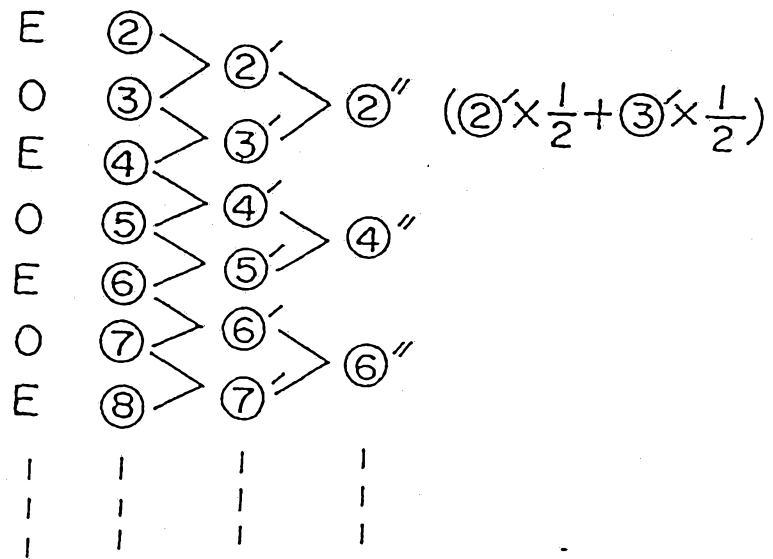 E ②
②′
O ③
②″ (②′×1/2+③′×1/2)
③′
E ④
④′
O ⑤
④″
⑤′
E ⑥
⑥′
O ⑦
⑥″
E ⑧ ⑦′